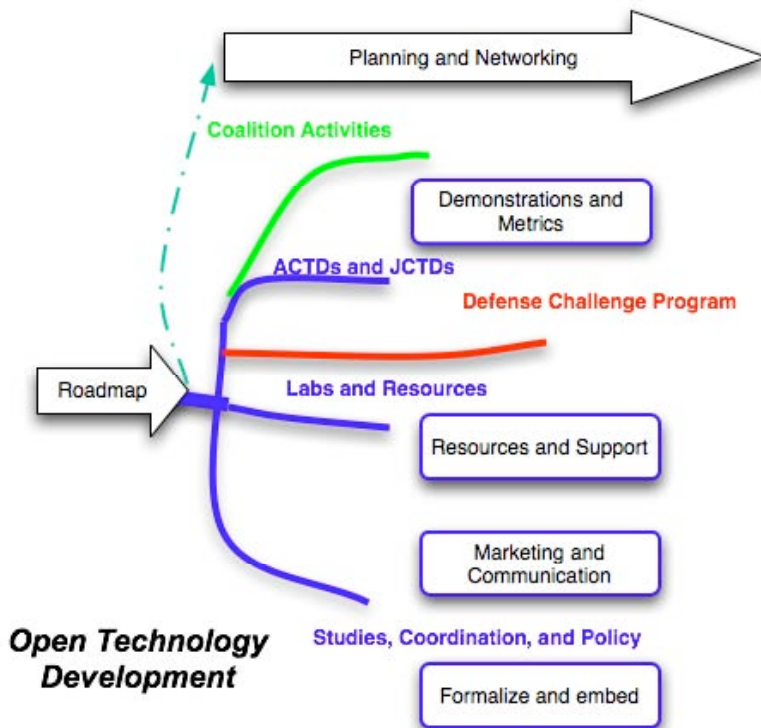 Planning and Networking
Coalition Activities
Demonstrations and
Metrics
ACTDs and JCTDs
Defense Challenge Program
Roadmap
Labs and Resources
Resources and Support
Marketing and
Communication
Open Technology
Development
Studies, Coordination, and Policy
Formalize and embed